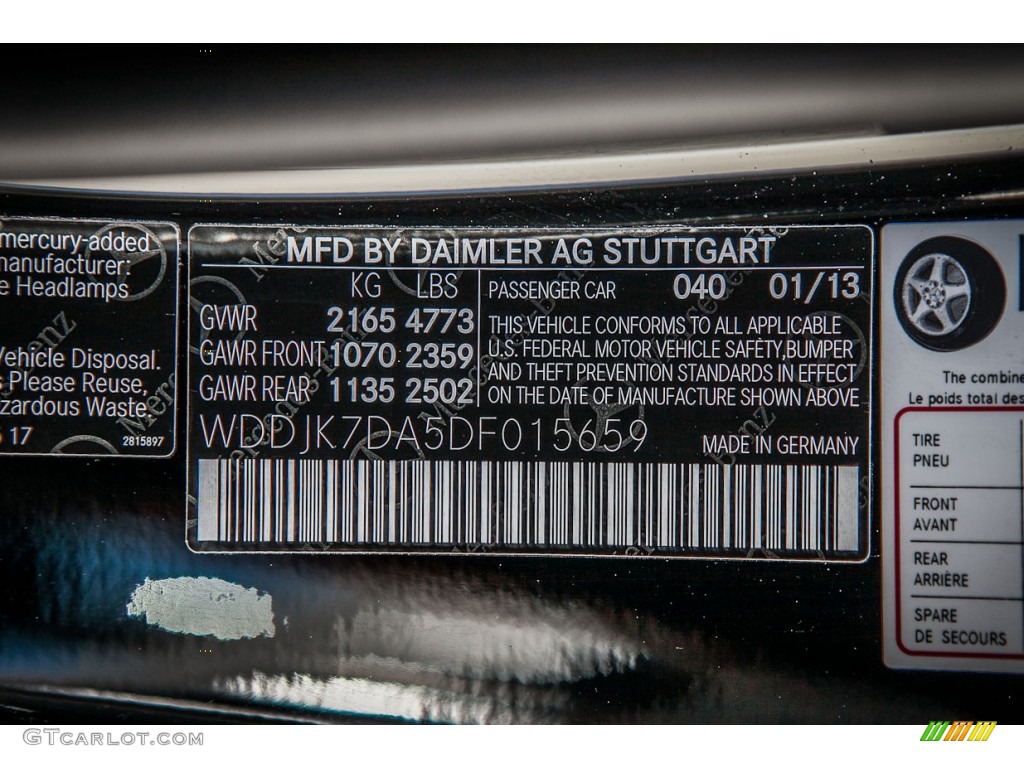 mercury-added
manufacturer:
e Headlamps
Vehicle Disposal.
s Please Reuse,
azardous Waste.
17
2815897
MFD BY DAIMLER AG STUTTGART
KG LBS
GVWR 2165 4773
GAWR FRONT 1070 2359
GAWR REAR 1135 2502
PASSENGER CAR 040 01/13
THIS VEHICLE CONFORMS TO ALL APPLICABLE
U.S. FEDERAL MOTOR VEHICLE SAFETY,BUMPER
AND THEFT PREVENTION STANDARDS IN EFFECT
ON THE DATE OF MANUFACTURE SHOWN ABOVE
WDDJK7DA5DF015659
MADE IN GERMANY
The combine
Le poids total des
TIRE
PNEU
FRONT
AVANT
REAR
ARRIÈRE
SPARE
DE SECOURS
GTCARLOT.COM